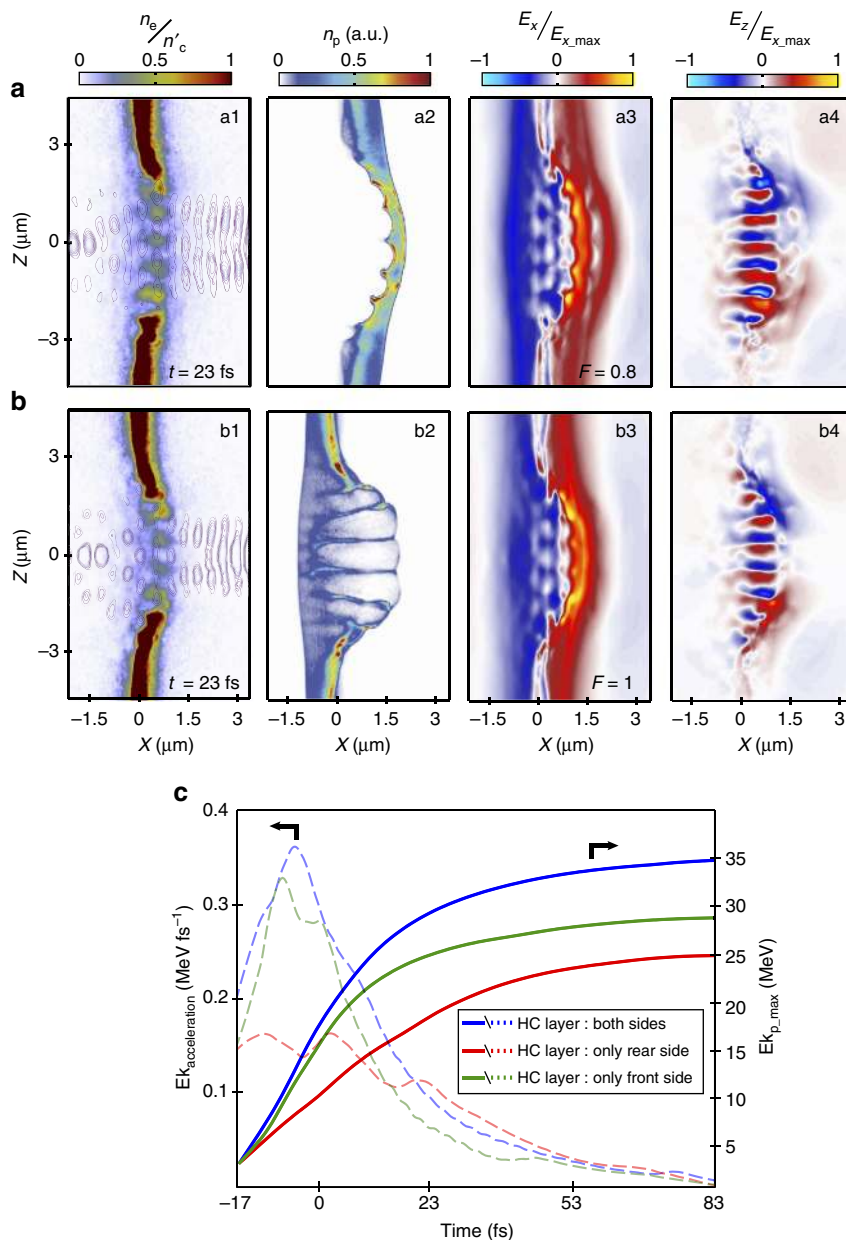 n_e/n′_c n_p (a.u.) E_x/E_x_max E_z/E_x_max
0 0.5 1 0 0.5 1 −1 0 1 −1 0 1
a
a1 a2 a3 a4
3
0
−3
Z (μm)
t = 23 fs F = 0.8
b
b1 b2 b3 b4
3
0
−3
Z (μm)
t = 23 fs F = 1
−1.5 0 1.5 3 −1.5 0 1.5 3 −1.5 0 1.5 3 −1.5 0 1.5 3
X (μm) X (μm) X (μm) X (μm)
c
0.4
0.3
0.2
0.1
Ek_acceleration (MeV fs⁻¹)
35
30
25
20
15
10
5
Ek_p_max (MeV)
HC layer : both sides
HC layer : only rear side
HC layer : only front side
−17 0 23 53 83
Time (fs)